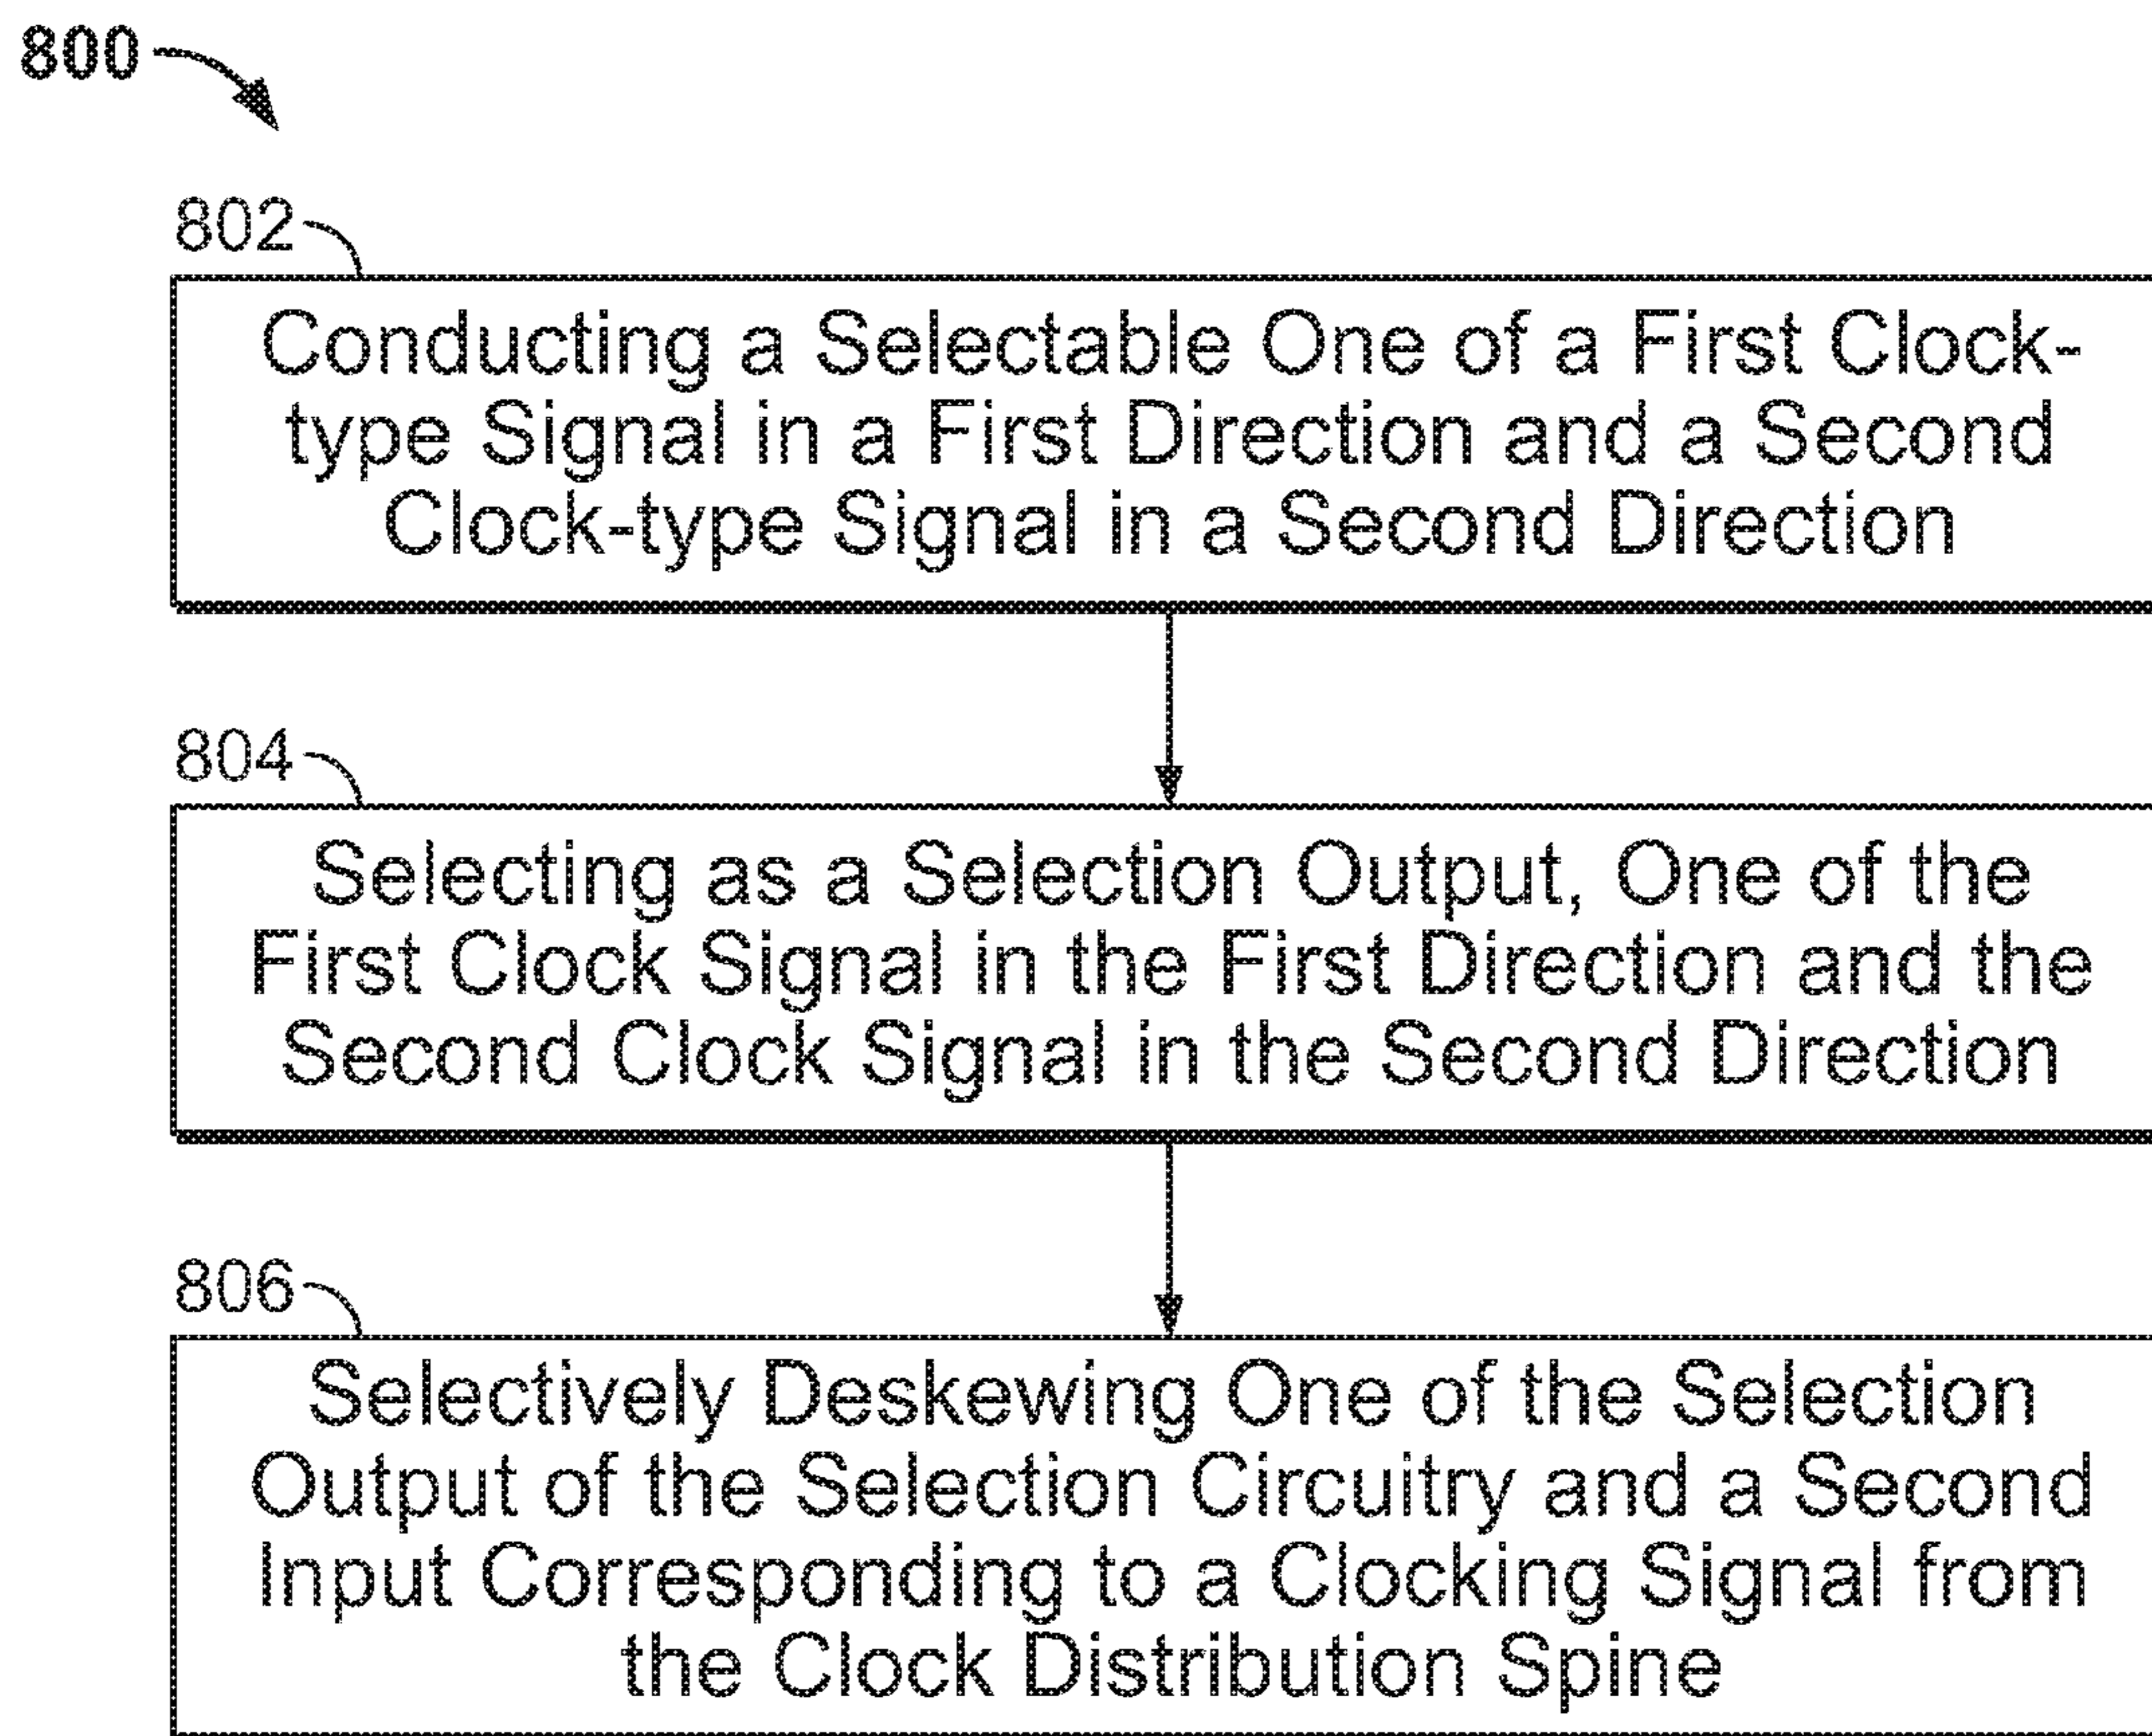 800
802
Conducting a Selectable One of a First Clock-
type Signal in a First Direction and a Second
Clock-type Signal in a Second Direction
804
Selecting as a Selection Output, One of the
First Clock Signal in the First Direction and the
Second Clock Signal in the Second Direction
806
Selectively Deskewing One of the Selection
Output of the Selection Circuitry and a Second
Input Corresponding to a Clocking Signal from
the Clock Distribution Spine